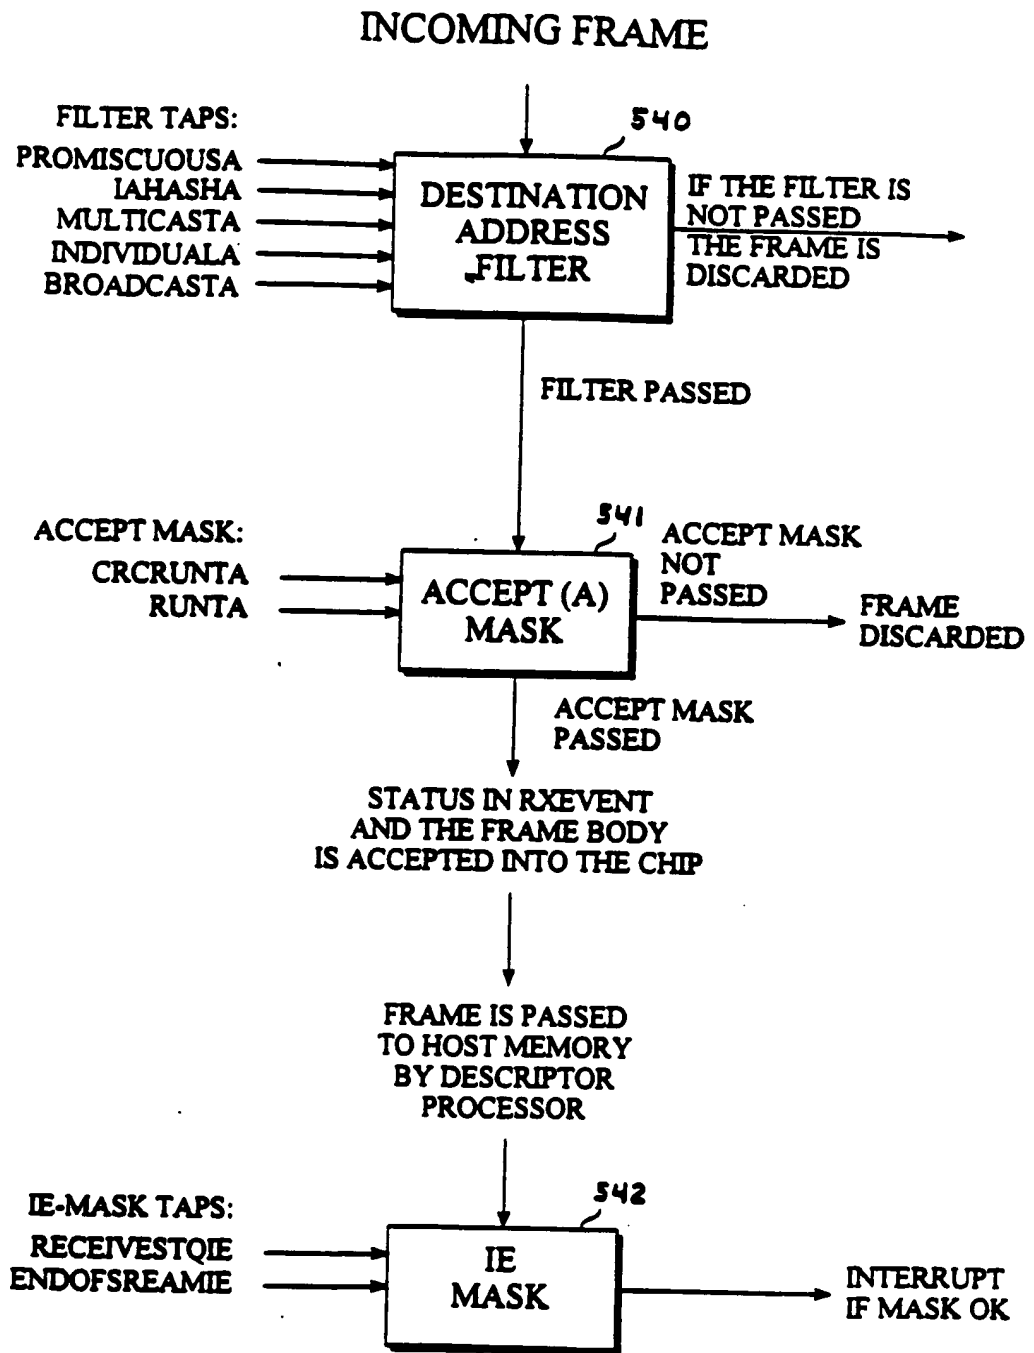 INCOMING FRAME
FILTER TAPS:
PROMISCUOUSA
IAHASHA
MULTICASTA
INDIVIDUALA
BROADCASTA
540
DESTINATION
ADDRESS
FILTER
IF THE FILTER IS
NOT PASSED
THE FRAME IS
DISCARDED
FILTER PASSED
ACCEPT MASK:
CRCRUNTA
RUNTA
541
ACCEPT (A)
MASK
ACCEPT MASK
NOT
PASSED
FRAME
DISCARDED
ACCEPT MASK
PASSED
STATUS IN RXEVENT
AND THE FRAME BODY
IS ACCEPTED INTO THE CHIP
FRAME IS PASSED
TO HOST MEMORY
BY DESCRIPTOR
PROCESSOR
IE-MASK TAPS:
RECEIVESTQIE
ENDOFSREAMIE
542
IE
MASK
INTERRUPT
IF MASK OK